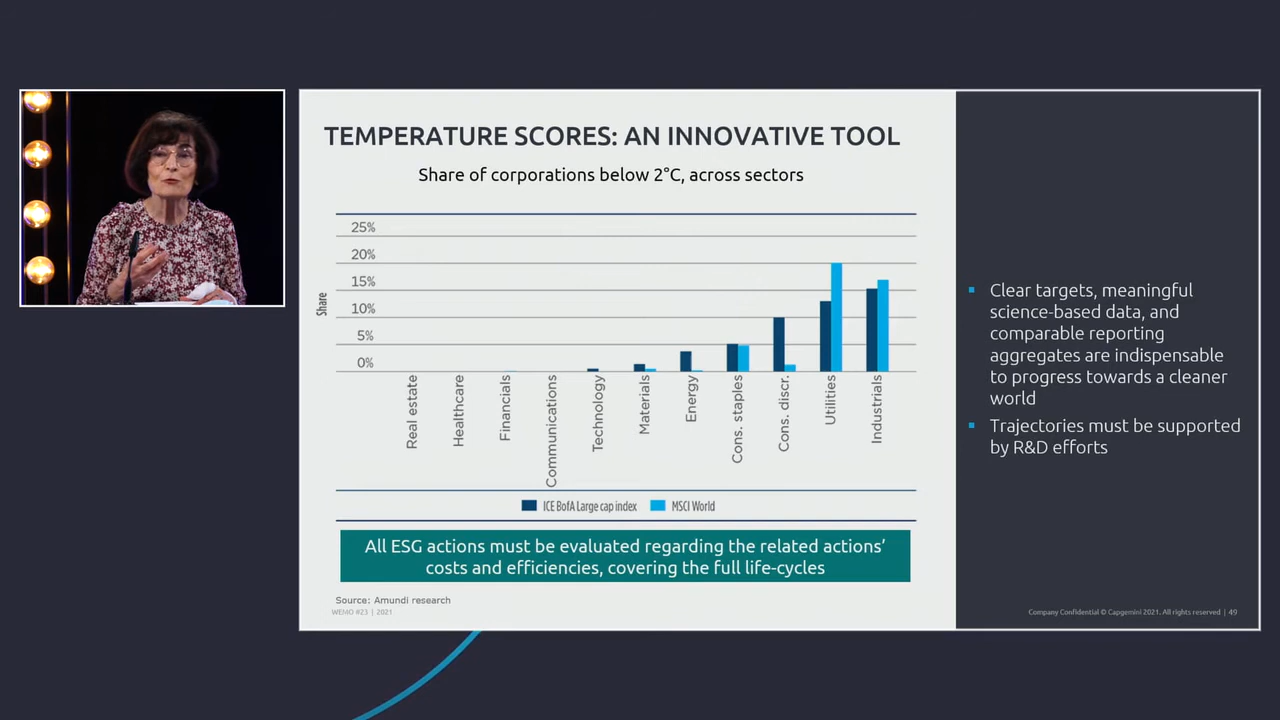 TEMPERATURE SCORES: AN INNOVATIVE TOOL
Share of corporations below 2°C, across sectors
25%
20%
15%
10%
5%
0%
Share
Real estate
Healthcare
Financials
Communications
Technology
Materials
Energy
Cons. staples
Cons. discr.
Utilities
Industrials
ICE BofA Large cap index
MSCI World
All ESG actions must be evaluated regarding the related actions’
costs and efficiencies, covering the full life-cycles
Source: Amundi research
WEMO #23 | 2021
▪ Clear targets, meaningful
science-based data, and
comparable reporting
aggregates are indispensable
to progress towards a cleaner
world
▪ Trajectories must be supported
by R&D efforts
Company Confidential © Capgemini 2021. All rights reserved | 49